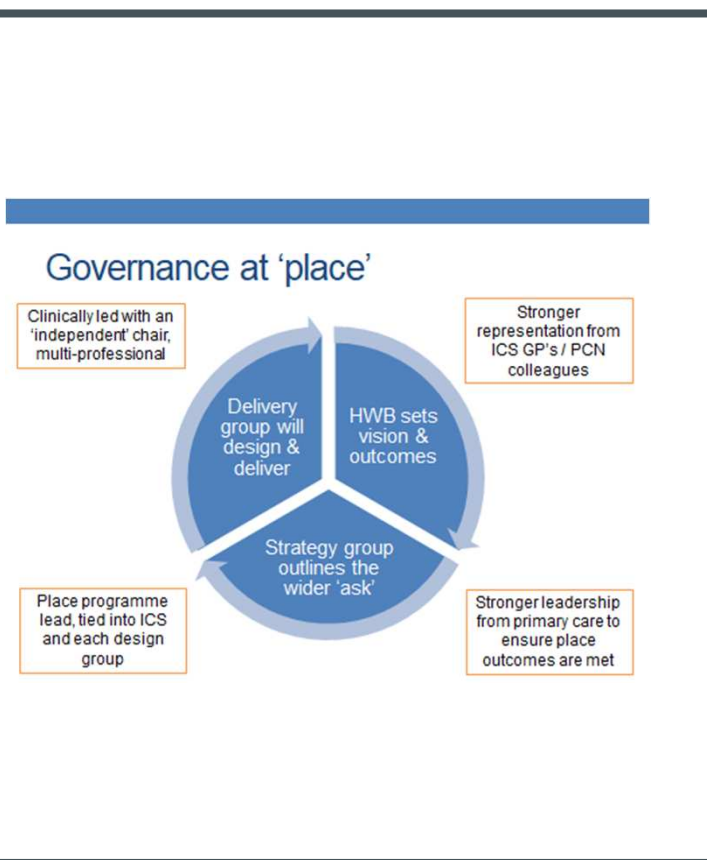 Governance at ‘place’
Clinically led with an
‘independent’ chair,
multi-professional
Stronger
representation from
ICS GP's / PCN
colleagues
Delivery
group will
design &
deliver
HWB sets
vision &
outcomes
Strategy group
outlines the
wider ‘ask’
Place programme
lead, tied into ICS
and each design
group
Stronger leadership
from primary care to
ensure place
outcomes are met